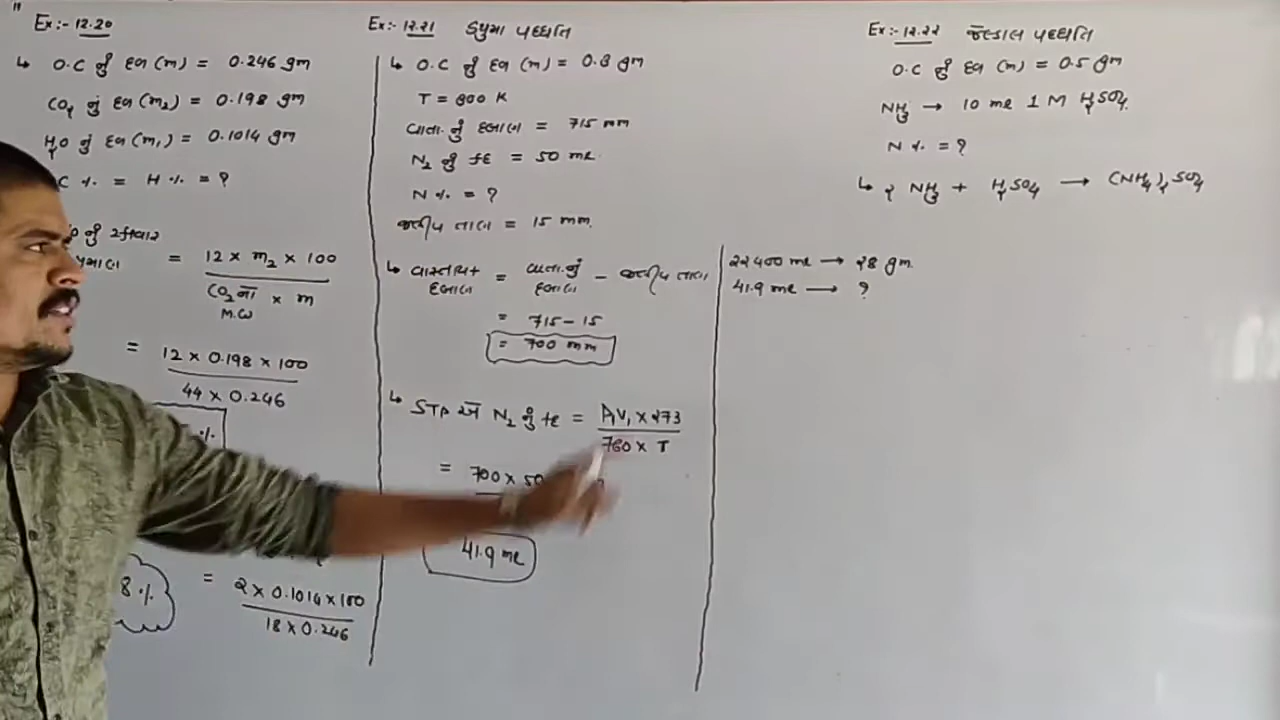 Ex:- 12.20
↳ O.C નું દળ (m) = 0.246 gm
CO2 નું દળ (m2) = 0.198 gm
H2O નું દળ (m1) = 0.1014 gm
C % = H % = ?
= 12 × m2 × 100
CO2 નાં × m
M.W
= 12 × 0.198 × 100
44 × 0.246
%
8 %
= 2 × 0.1014 × 100
18 × 0.246
Ex:- 12.21 ડયુમા પદ્ધતિ
↳ O.C નું દળ (m) = 0.3 gm
T = 300 K
વાતા. નું દબાણ = 715 mm
N2 નું કદ = 50 ml
N % = ?
જલીય તાણ = 15 mm
↳ વાસ્તવિક દબાણ = વાતા. નું દબાણ - જલીય તાણ
= 715 - 15
= 700 mm
↳ STP એ N2 નું કદ = P1V1 × 273
760 × T
= 700 × 50
41.9 ml
22400 ml → 28 gm
41.9 ml → ?
Ex:- 12.22 જેલ્ડાલ પદ્ધતિ
O.C નું દળ (m) = 0.5 gm
NH3 → 10 ml 1 M H2SO4
N % = ?
↳ 2 NH3 + H2SO4 → (NH4)2SO4